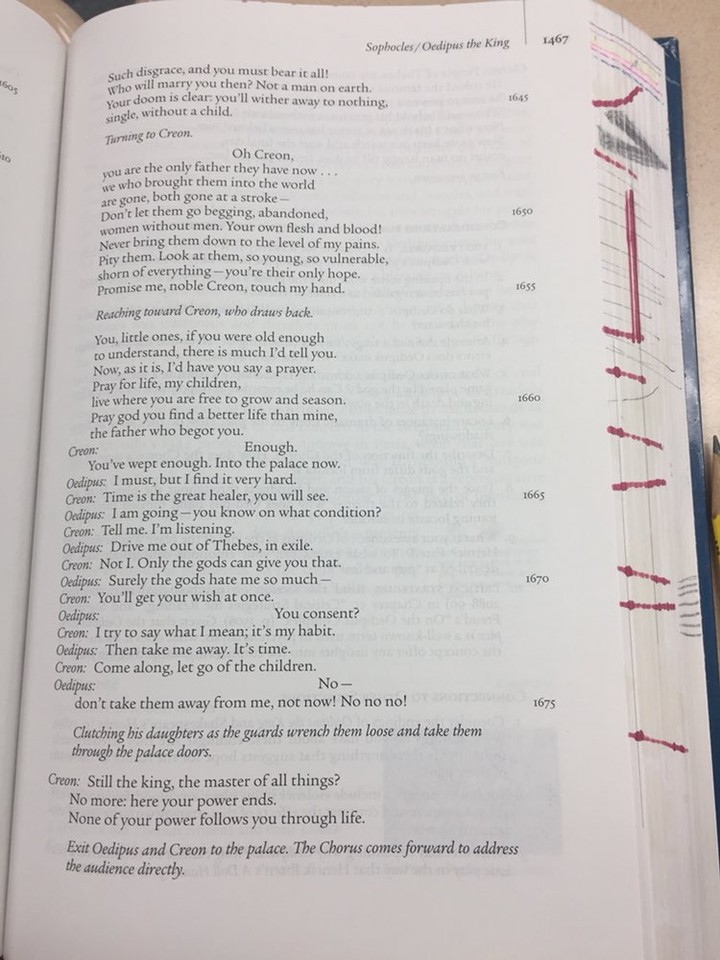 Sophocles/Oedipus the King 1467
Such disgrace, and you must bear it all!
Who will marry you then? Not a man on earth.
Your doom is clear: you'll wither away to nothing, 1645
single, without a child.
Turning to Creon.
Oh Creon,
you are the only father they have now . . .
we who brought them into the world
are gone, both gone at a stroke—
Don't let them go begging, abandoned, 1650
women without men. Your own flesh and blood!
Never bring them down to the level of my pains.
Pity them. Look at them, so young, so vulnerable,
shorn of everything—you're their only hope.
Promise me, noble Creon, touch my hand. 1655
Reaching toward Creon, who draws back.
You, little ones, if you were old enough
to understand, there is much I'd tell you.
Now, as it is, I'd have you say a prayer.
Pray for life, my children,
live where you are free to grow and season. 1660
Pray god you find a better life than mine,
the father who begot you.
Creon: Enough.
You've wept enough. Into the palace now.
Oedipus: I must, but I find it very hard.
Creon: Time is the great healer, you will see. 1665
Oedipus: I am going—you know on what condition?
Creon: Tell me. I'm listening.
Oedipus: Drive me out of Thebes, in exile.
Creon: Not I. Only the gods can give you that.
Oedipus: Surely the gods hate me so much— 1670
Creon: You'll get your wish at once.
Oedipus: You consent?
Creon: I try to say what I mean; it's my habit.
Oedipus: Then take me away. It's time.
Creon: Come along, let go of the children.
Oedipus: No—
don't take them away from me, not now! No no no! 1675
Clutching his daughters as the guards wrench them loose and take them
through the palace doors.
Creon: Still the king, the master of all things?
No more: here your power ends.
None of your power follows you through life.
Exit Oedipus and Creon to the palace. The Chorus comes forward to address
the audience directly.